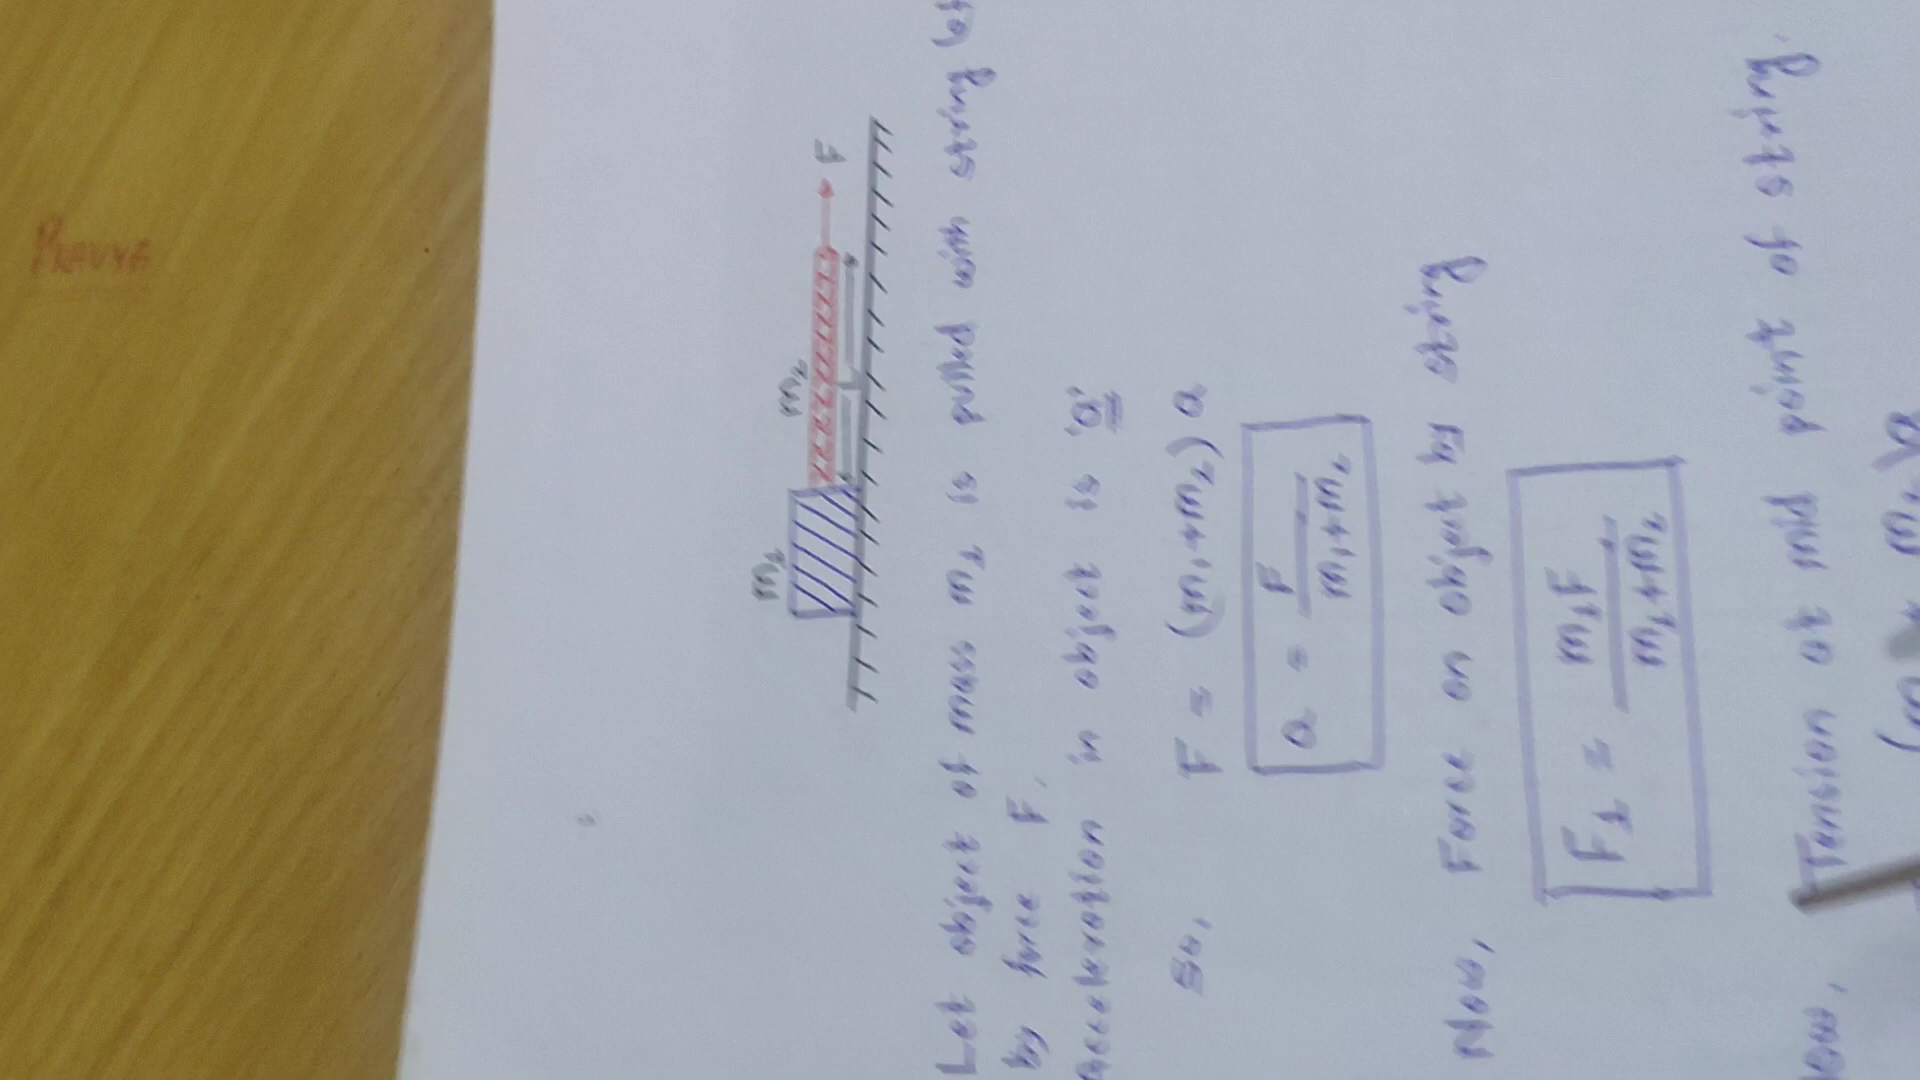 m₁
m₂
F
Let object of mass m₁ is pulled with string
by force F.
acceleration in object is 'a'
so, F = (m₁+m₂) a
a = F / m₁+m₂
Now, Force on object by string
F₁ = m₁F / m₁+m₂
Tension at mid point of string,